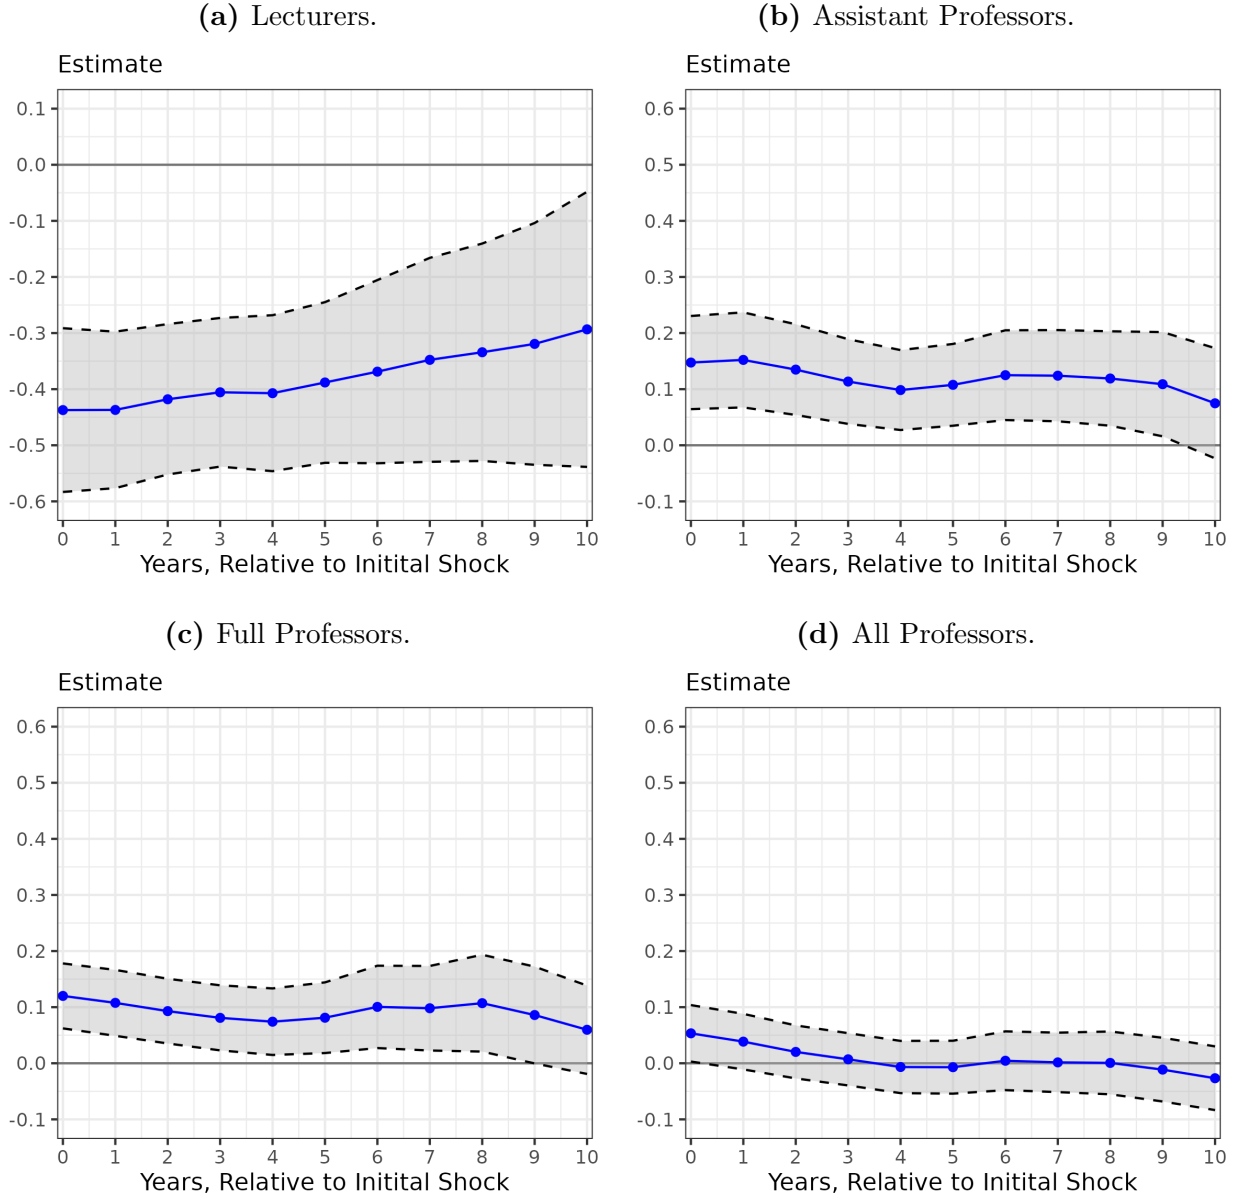 (a) Lecturers.
Estimate
0.1
0.0
-0.1
-0.2
-0.3
-0.4
-0.5
-0.6
0 1 2 3 4 5 6 7 8 9 10
Years, Relative to Initital Shock
(b) Assistant Professors.
Estimate
0.6
0.5
0.4
0.3
0.2
0.1
0.0
-0.1
0 1 2 3 4 5 6 7 8 9 10
Years, Relative to Initital Shock
(c) Full Professors.
Estimate
0.6
0.5
0.4
0.3
0.2
0.1
0.0
-0.1
0 1 2 3 4 5 6 7 8 9 10
Years, Relative to Initital Shock
(d) All Professors.
Estimate
0.6
0.5
0.4
0.3
0.2
0.1
0.0
-0.1
0 1 2 3 4 5 6 7 8 9 10
Years, Relative to Initital Shock